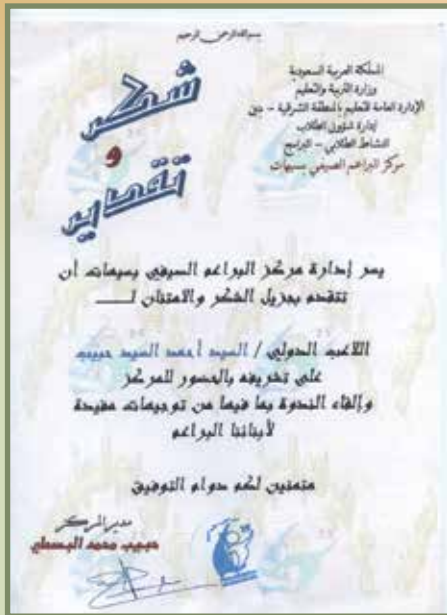 بسم الله الرحمن الرحيم
المملكة العربية السعودية
وزارة التربية والتعليم
الإدارة العامة للتعليم بالمنطقة الشرقية - بنين
إدارة شؤون الطلاب
النشاط الطلابي - البرامج
مركز البراعم الصيفي بسيهات
شكر
و
تقدير
يسر إدارة مركز البراعم الصيفي بسيهات أن
تتقدم بجزيل الشكر والامتنان لـــــ
اللاعب الدولي / السيد أحمد السيد حبيب
على تشريفه بالحضور للمركز
وإلقاء الندوة بما فيها من توجيهات مفيدة
لأبنائنا البراعم
متمنين لكم دوام التوفيق
مدير المركز
حبيب محمد